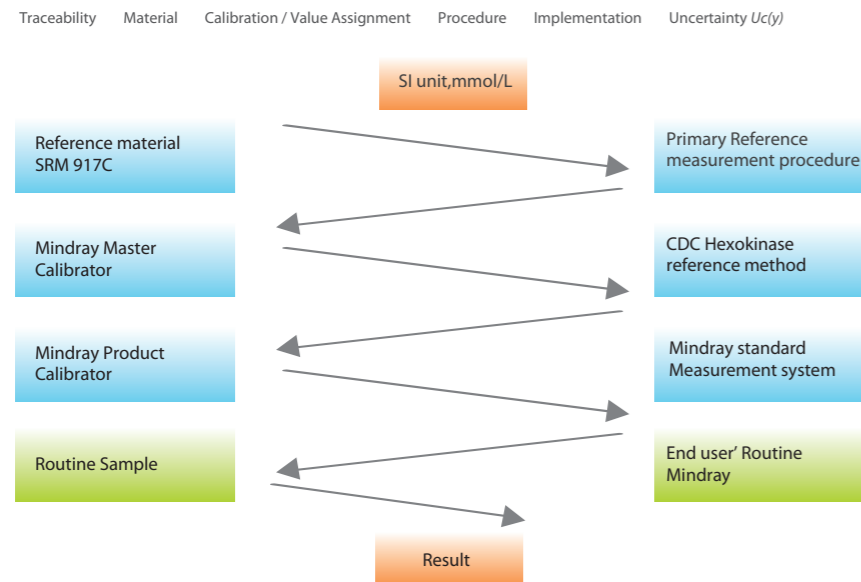 Traceability Material Calibration / Value Assignment Procedure Implementation Uncertainty Uc(y)
SI unit,mmol/L
Reference material
SRM 917C
Primary Reference
measurement procedure
Mindray Master
Calibrator
CDC Hexokinase
reference method
Mindray Product
Calibrator
Mindray standard
Measurement system
Routine Sample
End user' Routine
Mindray
Result